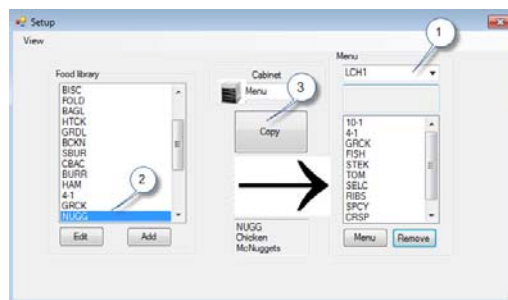 Setup
View
Food library
BISC
FOLD
BAGL
HTCK
GRDL
BCKN
SBUR
CBAC
BURR
HAM
4-1
GRCK
NUGG
Edit
Add
2
Cabinet
Menu
3
Copy
NUGG
Chicken
McNuggets
Menu
1
LCH1
10-1
4-1
GRCK
FISH
STEK
TOM
SELC
RIBS
SPCY
CRSP
Menu
Remove